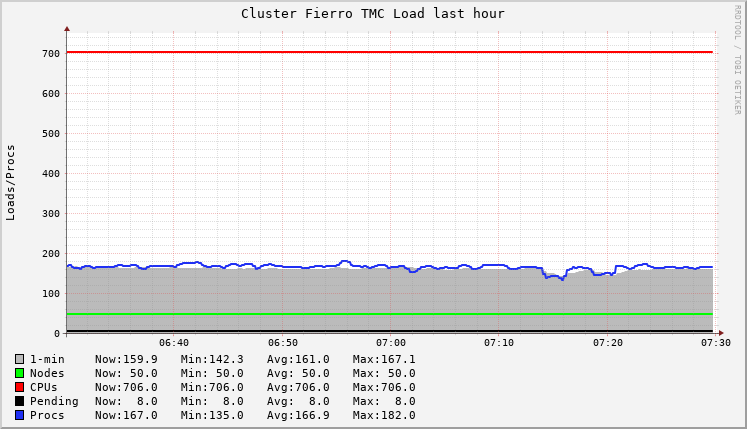 Cluster Fierro TMC Load last hour
RRDTOOL / TOBI OETIKER
Loads/Procs
700
600
500
400
300
200
100
0
06:40 06:50 07:00 07:10 07:20 07:30
1-min Now:159.9 Min:142.3 Avg:161.0 Max:167.1
Nodes Now: 50.0 Min: 50.0 Avg: 50.0 Max: 50.0
CPUs Now:706.0 Min:706.0 Avg:706.0 Max:706.0
Pending Now: 8.0 Min: 8.0 Avg: 8.0 Max: 8.0
Procs Now:167.0 Min:135.0 Avg:166.9 Max:182.0